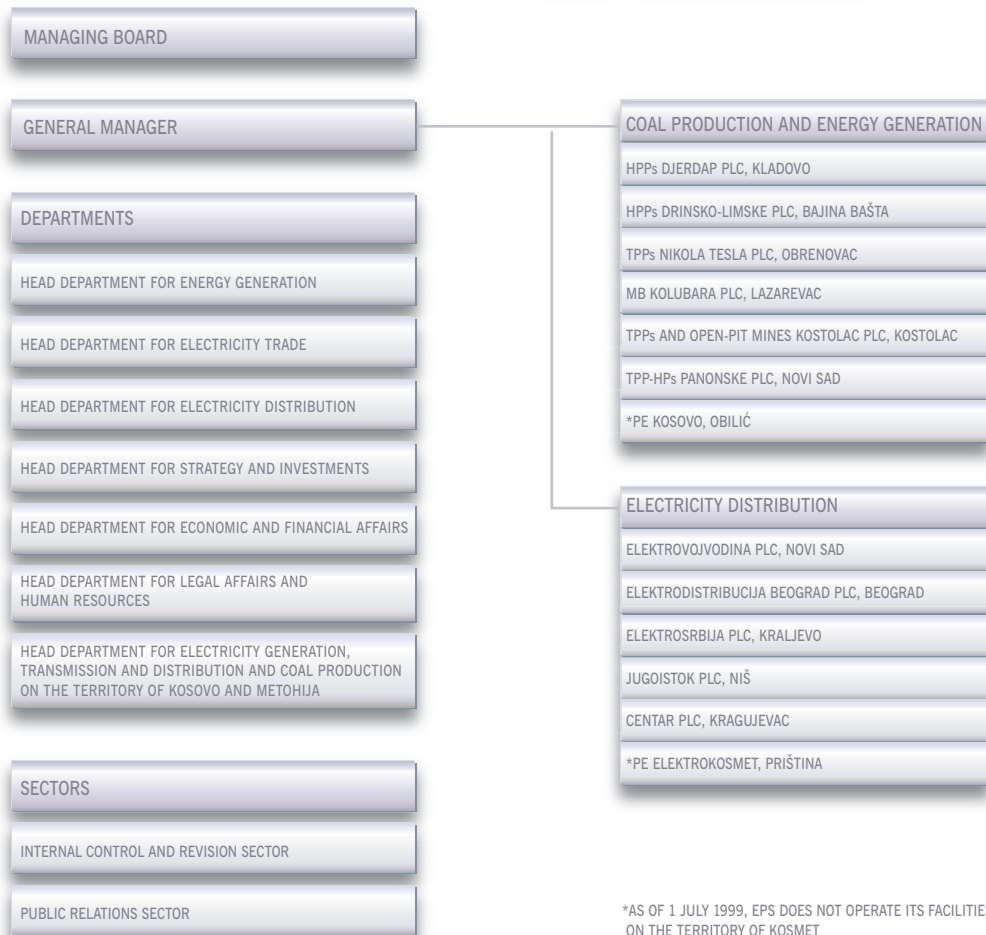 MANAGING BOARD
GENERAL MANAGER
DEPARTMENTS
HEAD DEPARTMENT FOR ENERGY GENERATION
HEAD DEPARTMENT FOR ELECTRICITY TRADE
HEAD DEPARTMENT FOR ELECTRICITY DISTRIBUTION
HEAD DEPARTMENT FOR STRATEGY AND INVESTMENTS
HEAD DEPARTMENT FOR ECONOMIC AND FINANCIAL AFFAIRS
HEAD DEPARTMENT FOR LEGAL AFFAIRS AND
HUMAN RESOURCES
HEAD DEPARTMENT FOR ELECTRICITY GENERATION,
TRANSMISSION AND DISTRIBUTION AND COAL PRODUCTION
ON THE TERRITORY OF KOSOVO AND METOHIJA
SECTORS
INTERNAL CONTROL AND REVISION SECTOR
PUBLIC RELATIONS SECTOR
COAL PRODUCTION AND ENERGY GENERATION
HPPs DJERDAP PLC, KLADOVO
HPPs DRINSKO-LIMSKE PLC, BAJINA BAŠTA
TPPs NIKOLA TESLA PLC, OBRENOVAC
MB KOLUBARA PLC, LAZAREVAC
TPPs AND OPEN-PIT MINES KOSTOLAC PLC, KOSTOLAC
TPP-HPs PANONSKE PLC, NOVI SAD
*PE KOSOVO, OBILIĆ
ELECTRICITY DISTRIBUTION
ELEKTROVOJVODINA PLC, NOVI SAD
ELEKTRODISTRIBUCIJA BEOGRAD PLC, BEOGRAD
ELEKTROSRBIJA PLC, KRALJEVO
JUGOISTOK PLC, NIŠ
CENTAR PLC, KRAGUJEVAC
*PE ELEKTROKOSMET, PRIŠTINA
*AS OF 1 JULY 1999, EPS DOES NOT OPERATE ITS FACILITIES
ON THE TERRITORY OF KOSMET